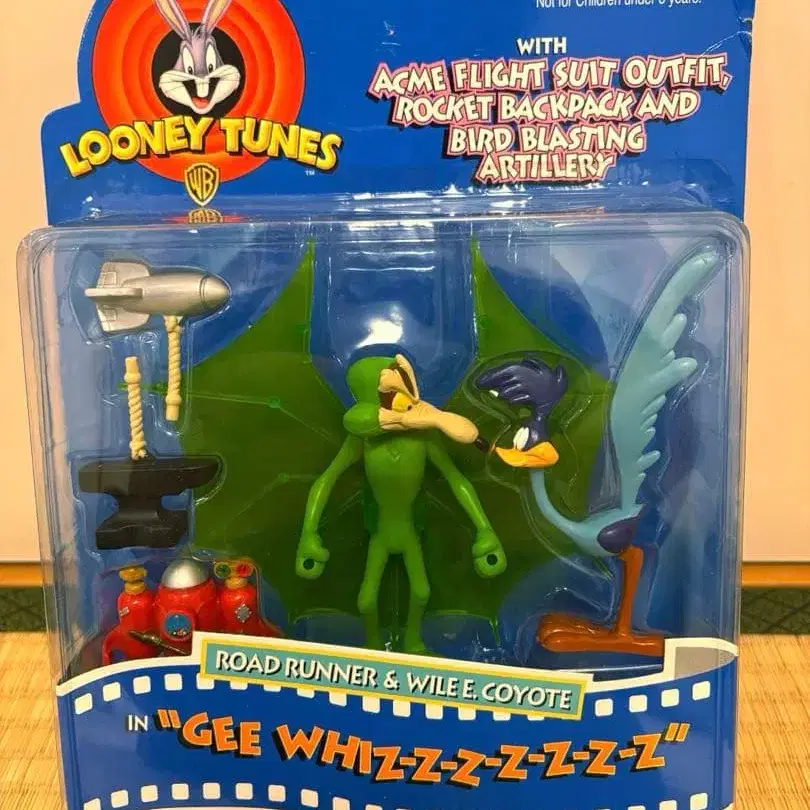 Not for Children under years.
WITH
ACME FLIGHT SUIT OUTFIT,
ROCKET BACKPACK AND
BIRD BLASTING
ARTILLERY
LOONEY TUNES
TM
WB
ROAD RUNNER & WILE E. COYOTE
IN "GEE WHIZ-Z-Z-Z-Z-Z-Z"